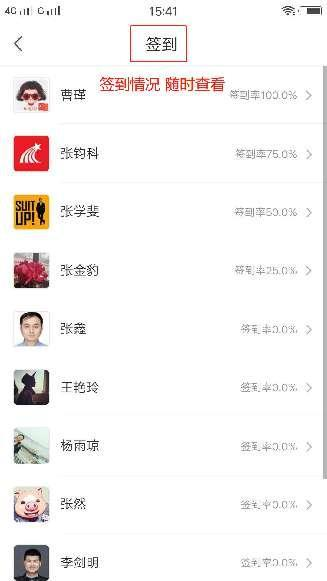 4G 4G 15:41
签到
签到情况 随时查看
曹瑾 签到率100.0%
张钧科 签到率75.0%
SUIT UP!
张学斐 签到率50.0%
张金豹 签到率25.0%
张鑫 签到率0.0%
王艳玲 签到率0.0%
杨雨琼 签到率0.0%
张然 签到率0.0%
李剑明 签到率0.0%